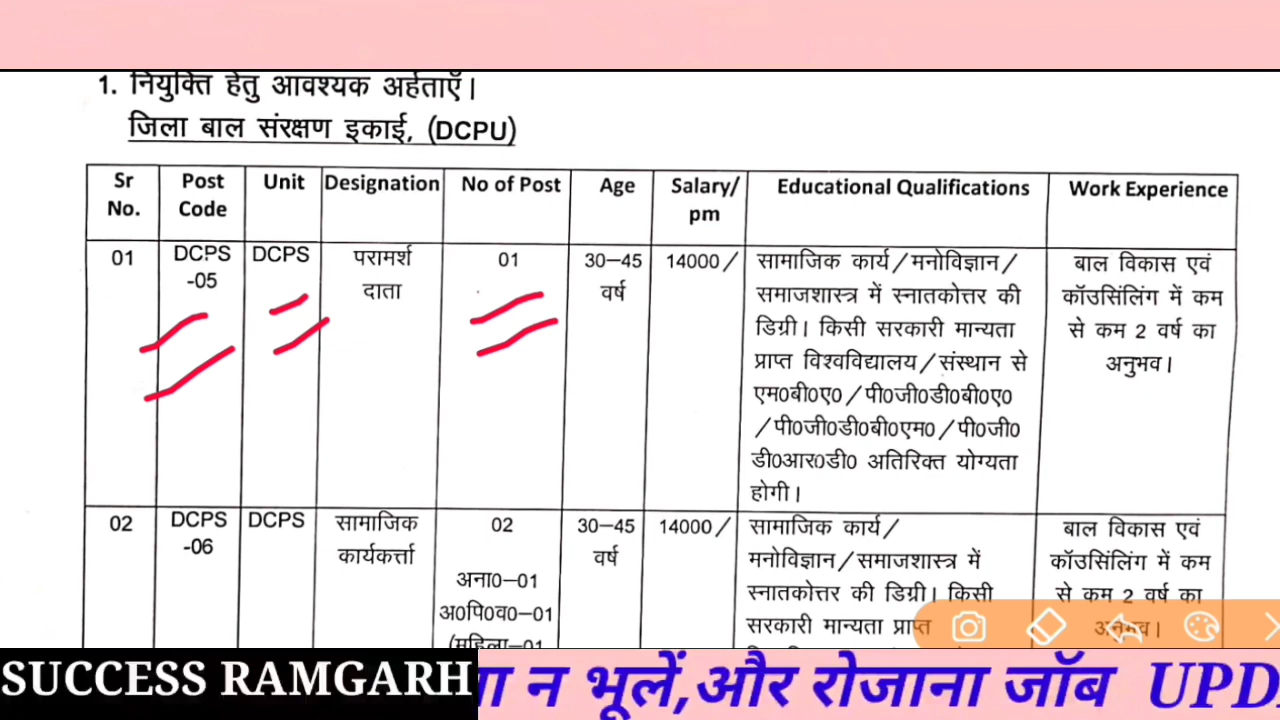 1. नियुक्ति हेतु आवश्यक अर्हताएँ।
जिला बाल संरक्षण इकाई, (DCPU)
Sr No.
Post Code
Unit
Designation
No of Post
Age
Salary/ pm
Educational Qualifications
Work Experience
01
DCPS
-05
DCPS
परामर्श
दाता
01
30–45
वर्ष
14000/
सामाजिक कार्य/मनोविज्ञान/
समाजशास्त्र में स्नातकोत्तर की
डिग्री। किसी सरकारी मान्यता
प्राप्त विश्वविद्यालय/संस्थान से
एम0बी0ए0/पी0जी0डी0बी0ए0
/पी0जी0डी0बी0एम0/पी0जी0
डी0आर0डी0 अतिरिक्त योग्यता
होगी।
बाल विकास एवं
कॉउसिंलिंग में कम
से कम 2 वर्ष का
अनुभव।
02
DCPS
-06
DCPS
सामाजिक
कार्यकर्त्ता
02
अना0–01
अ0पि0व0–01
(महिला–01
30–45
वर्ष
14000/
सामाजिक कार्य/
मनोविज्ञान/समाजशास्त्र में
स्नातकोत्तर की डिग्री। किसी
सरकारी मान्यता प्राप्त
बाल विकास एवं
कॉउसिंलिंग में कम
से कम 2 वर्ष का
अनुभव।
SUCCESS RAMGARH
न भूलें,और रोजाना जॉब UPD